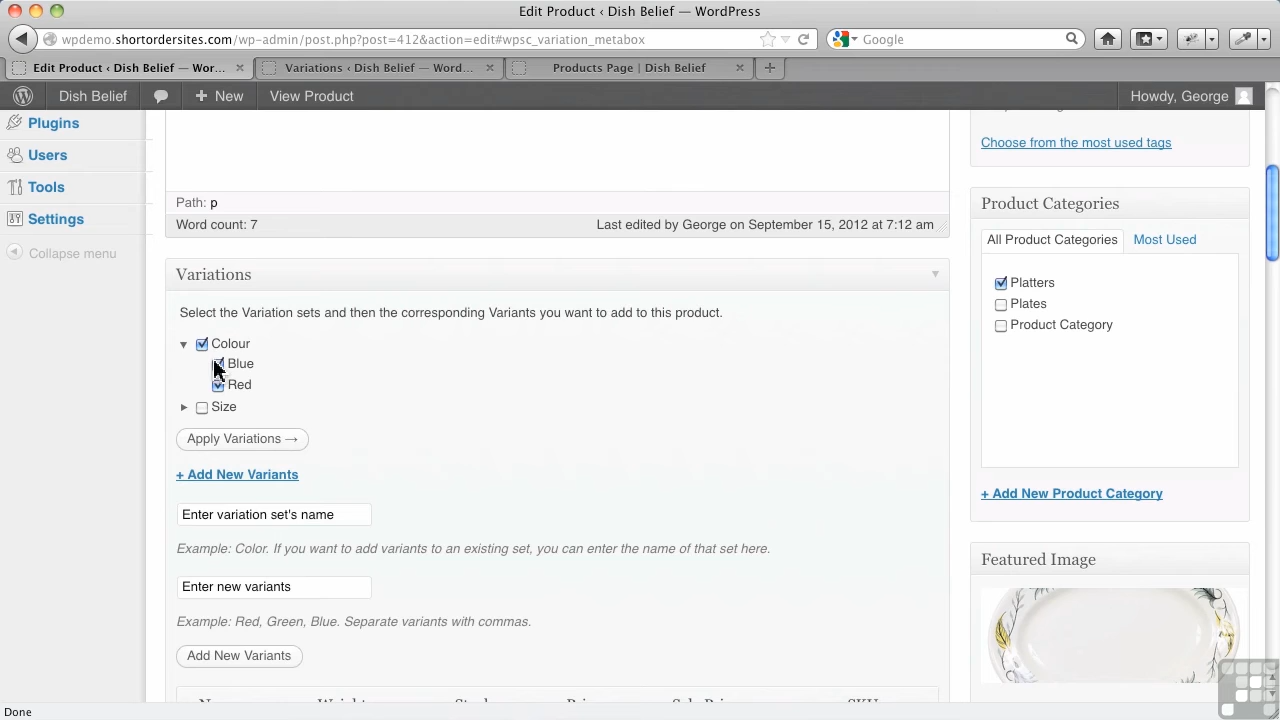 Edit Product ‹ Dish Belief — WordPress
wpdemo.shortordersites.com/wp-admin/post.php?post=412&action=edit#wpsc_variation_metabox
Google
Edit Product ‹ Dish Belief — Wor...
Variations ‹ Dish Belief — Word...
Products Page | Dish Belief
Dish Belief
+ New
View Product
Howdy, George
Plugins
Users
Tools
Settings
Collapse menu
Path: p
Word count: 7
Last edited by George on September 15, 2012 at 7:12 am
Variations
Select the Variation sets and then the corresponding Variants you want to add to this product.
Colour
Blue
Red
Size
Apply Variations →
+ Add New Variants
Enter variation set's name
Example: Color. If you want to add variants to an existing set, you can enter the name of that set here.
Enter new variants
Example: Red, Green, Blue. Separate variants with commas.
Add New Variants
Choose from the most used tags
Product Categories
All Product Categories
Most Used
Platters
Plates
Product Category
+ Add New Product Category
Featured Image
Done